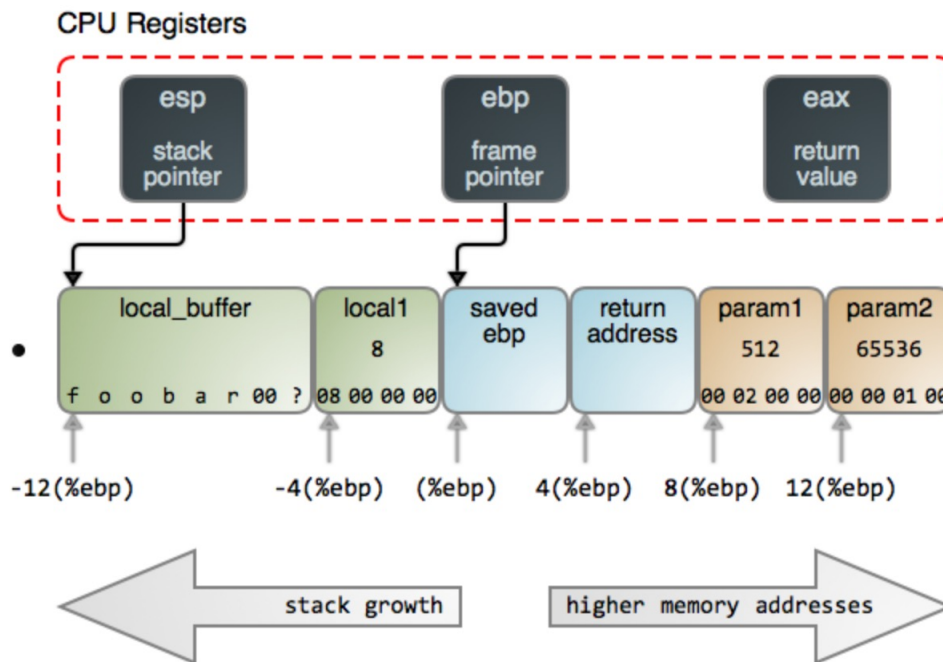 CPU Registers
esp
stack
pointer
ebp
frame
pointer
eax
return
value
local_buffer
f o o b a r 00 ?
local1
8
08 00 00 00
saved
ebp
return
address
param1
512
00 02 00 00
param2
65536
00 00 01 00
-12(%ebp)
-4(%ebp)
(%ebp)
4(%ebp)
8(%ebp)
12(%ebp)
stack growth
higher memory addresses